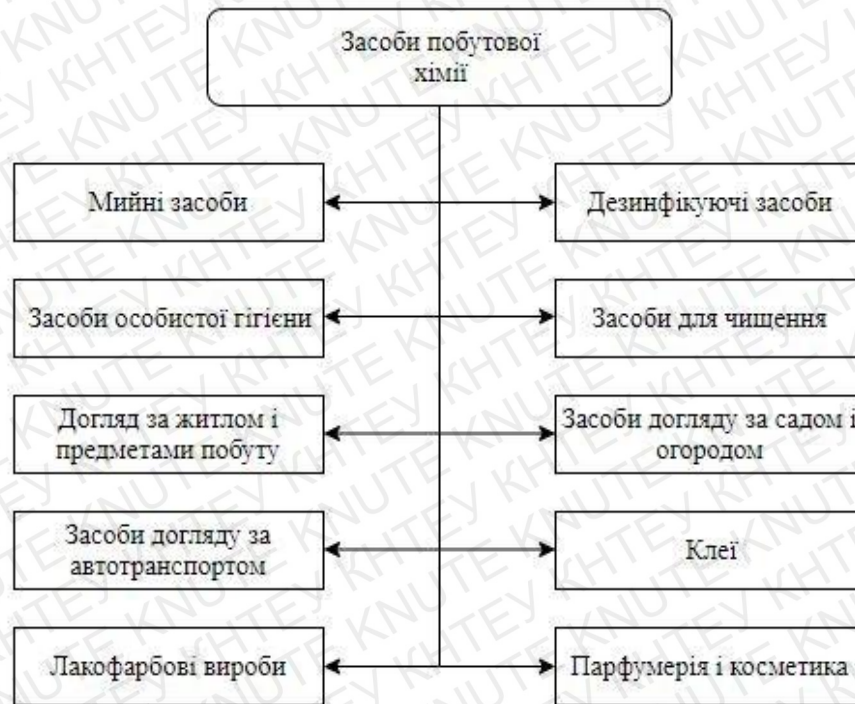 Засоби побутової
хімії
Мийні засоби
Дезинфікуючі засоби
Засоби особистої гігієни
Засоби для чищення
Догляд за житлом і
предметами побуту
Засоби догляду за садом і
огородом
Засоби догляду за
автотранспортом
Клеї
Лакофарбові вироби
Парфумерія і косметика